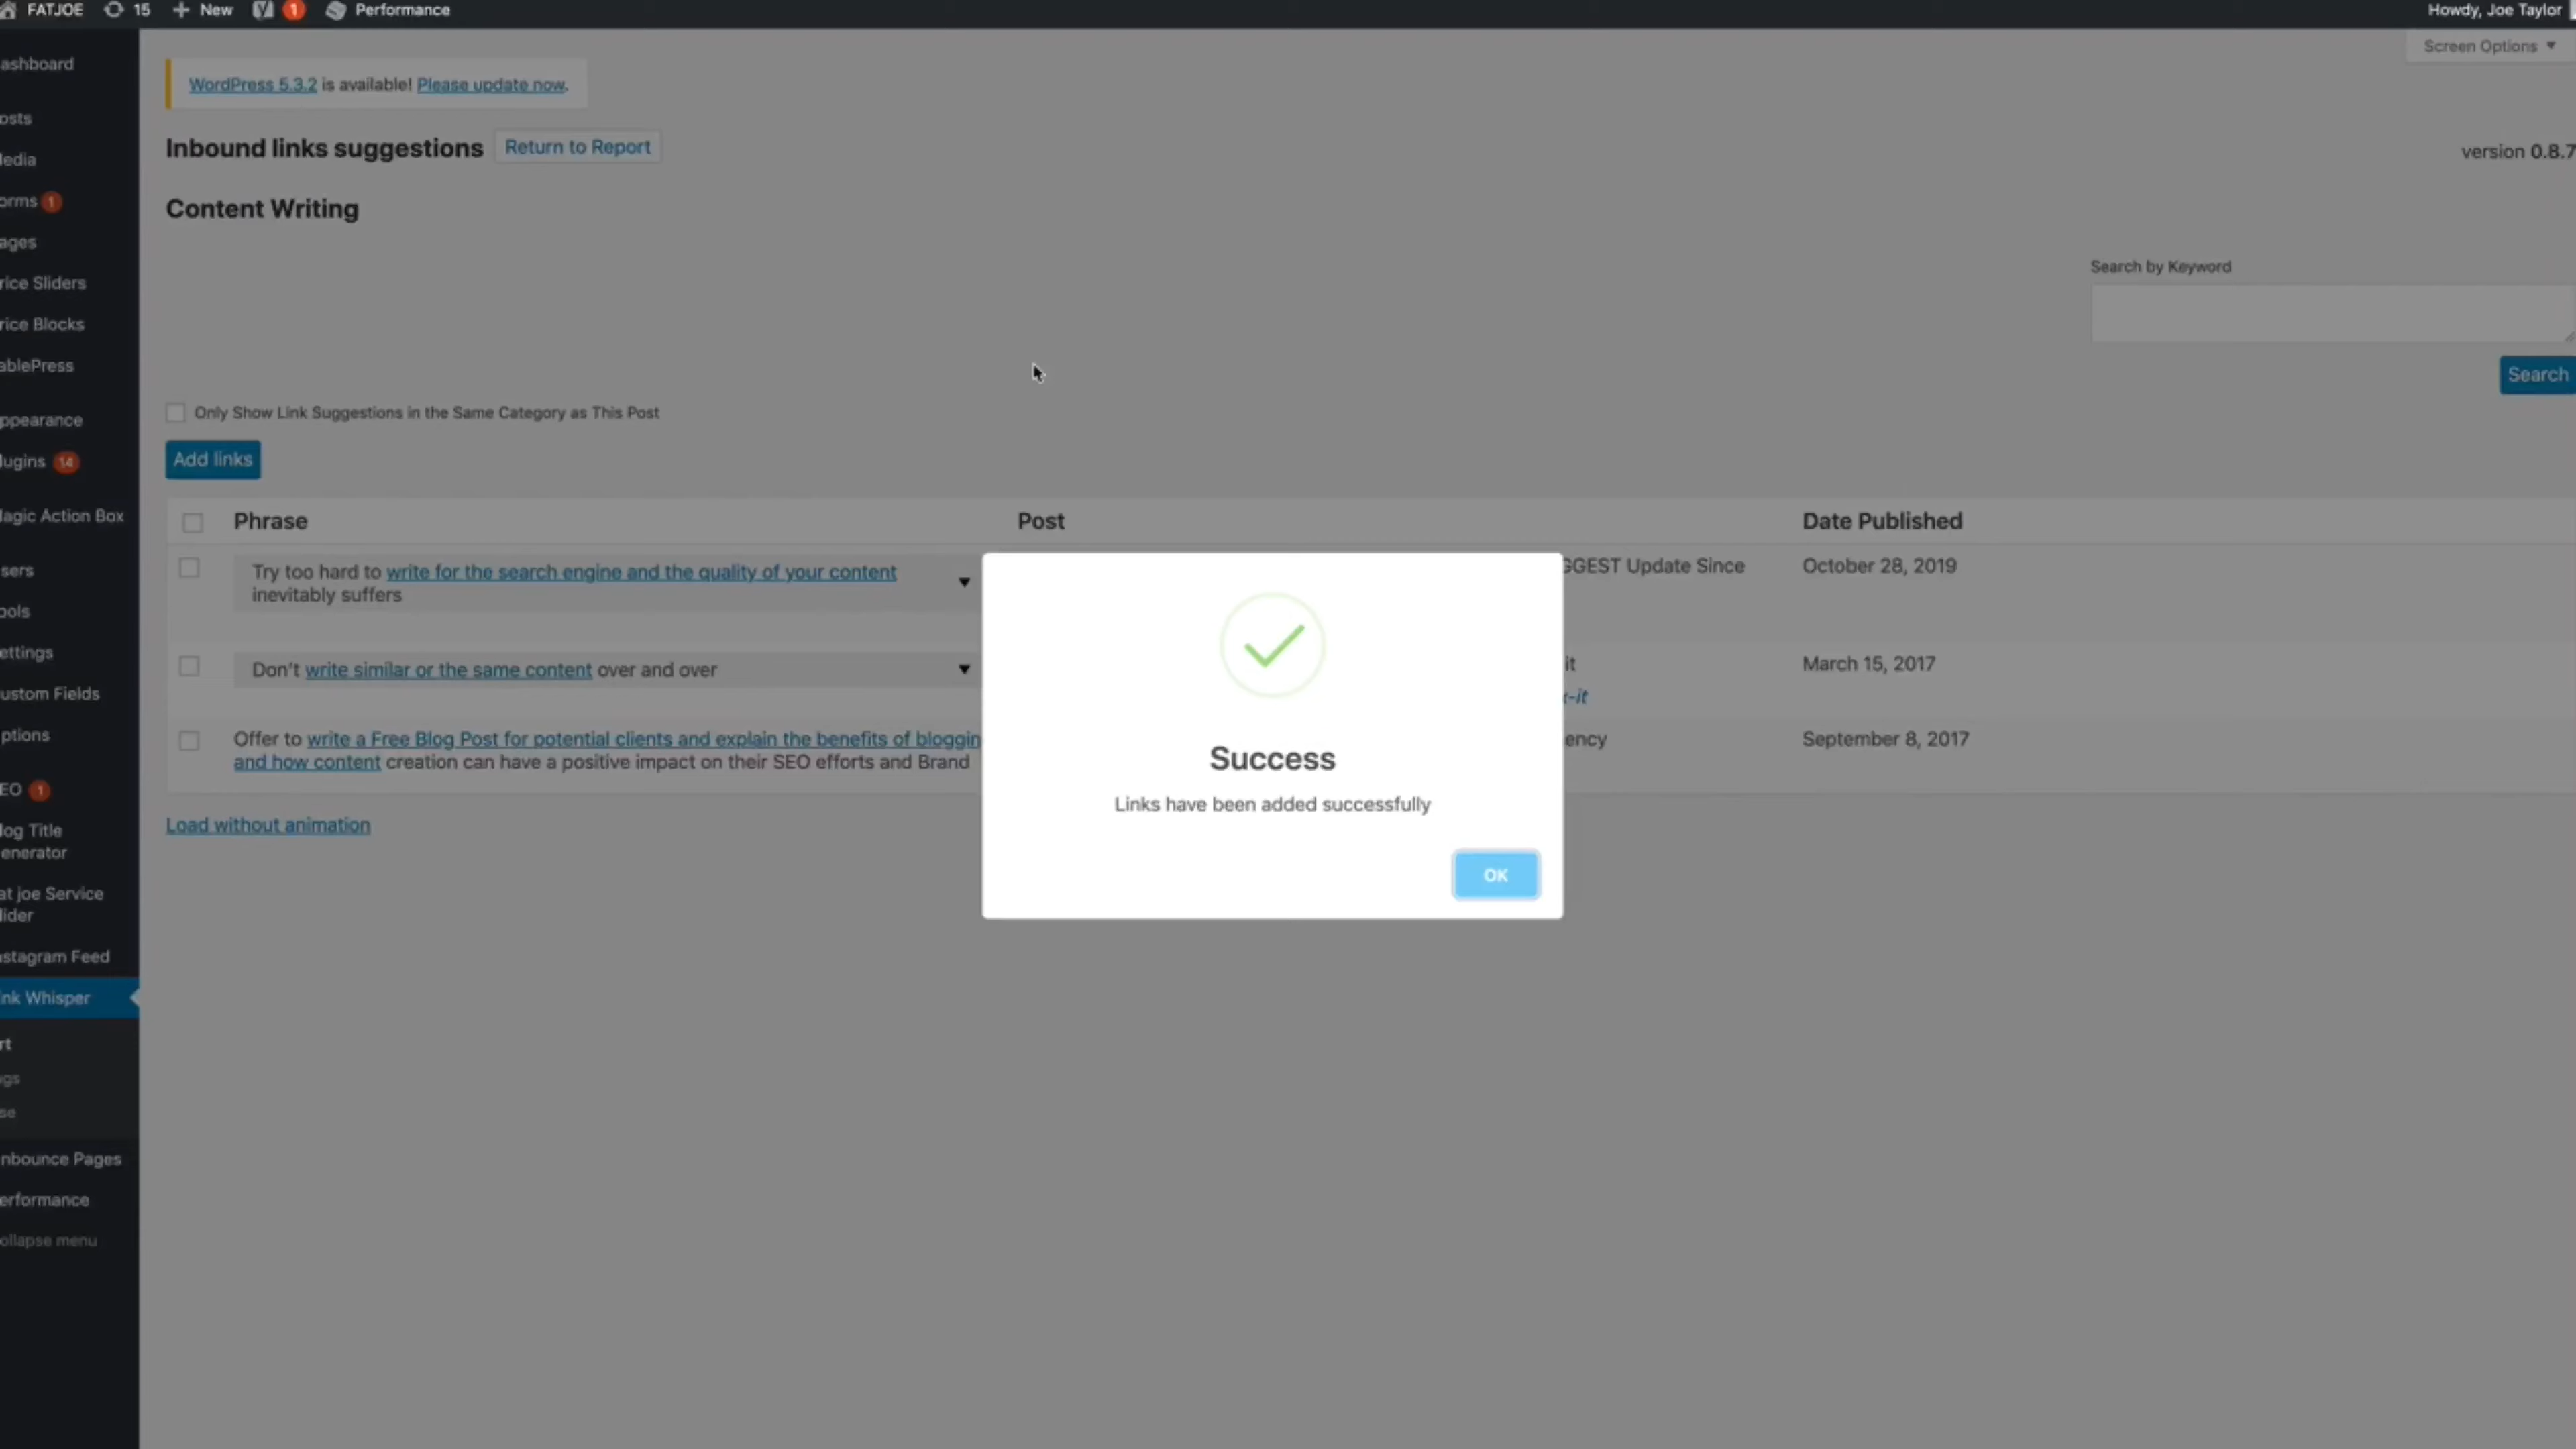 FATJOE 15 + New 1 Performance Howdy, Joe Taylor
Screen Options ▼
WordPress 5.3.2 is available! Please update now.
Inbound links suggestions Return to Report
version 0.8.7
Content Writing
Search by Keyword
Search
Only Show Link Suggestions in the Same Category as This Post
Add links
Phrase Post Date Published
Try too hard to write for the search engine and the quality of your content
inevitably suffers
GGEST Update Since
October 28, 2019
Don't write similar or the same content over and over
it
-it
March 15, 2017
Offer to write a Free Blog Post for potential clients and explain the benefits of bloggin
and how content creation can have a positive impact on their SEO efforts and Brand
ency
September 8, 2017
Load without animation
Success
Links have been added successfully
OK
ashboard
osts
edia
orms 1
ages
rice Sliders
rice Blocks
ablePress
ppearance
lugins 14
lagic Action Box
sers
ools
ettings
ustom Fields
ptions
EO 1
log Title
enerator
at joe Service
lider
nstagram Feed
ink Whisper
rt
gs
se
nbounce Pages
erformance
ollapse menu